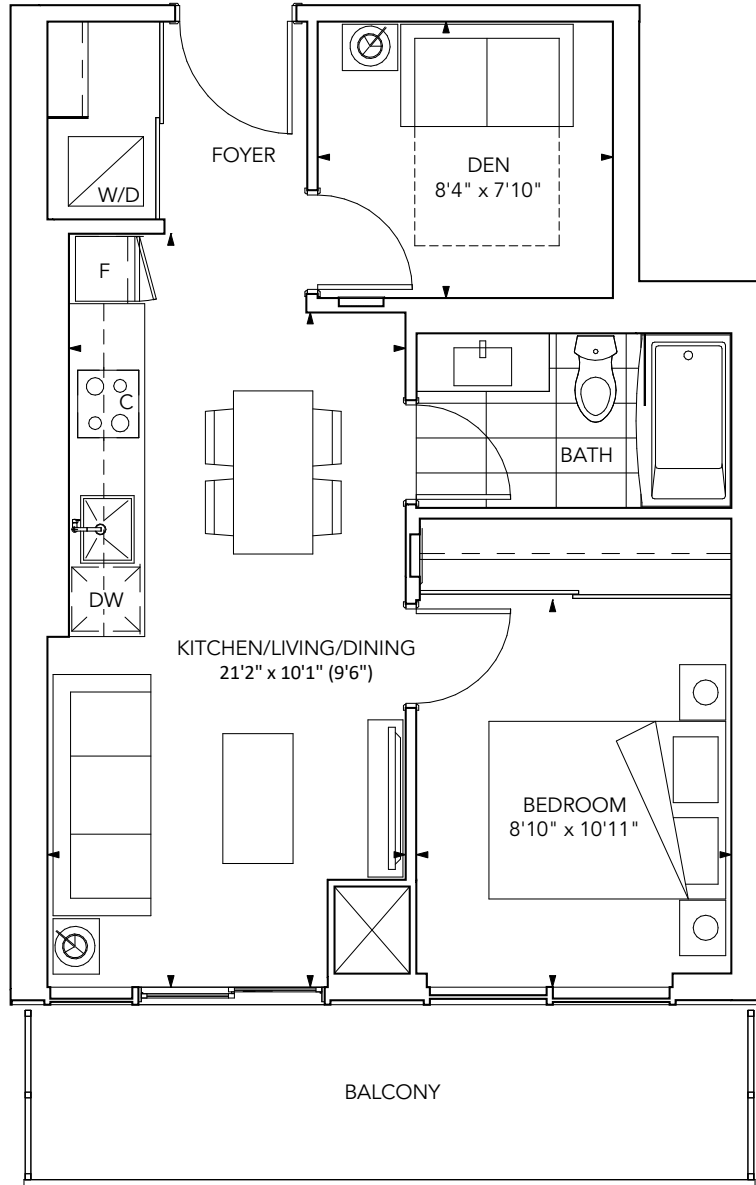 FOYER
DEN
8'4" x 7'10"
W/D
F
C
BATH
DW
KITCHEN/LIVING/DINING
21'2" x 10'1" (9'6")
BEDROOM
8'10" x 10'11"
BALCONY